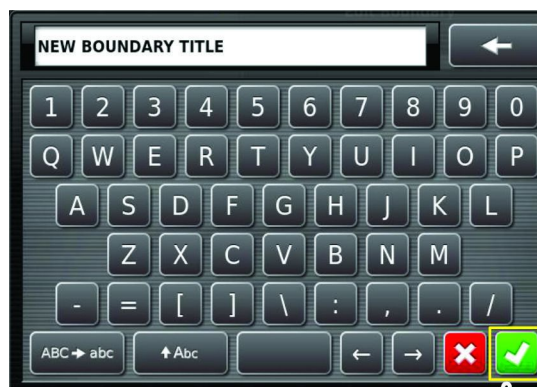 NEW BOUNDARY TITLE ←
1 2 3 4 5 6 7 8 9 0
Q W E R T Y U I O P
A S D F G H J K L
Z X C V B N M
- = [ ] \ : , . /
ABC→abc ↑Abc ← →